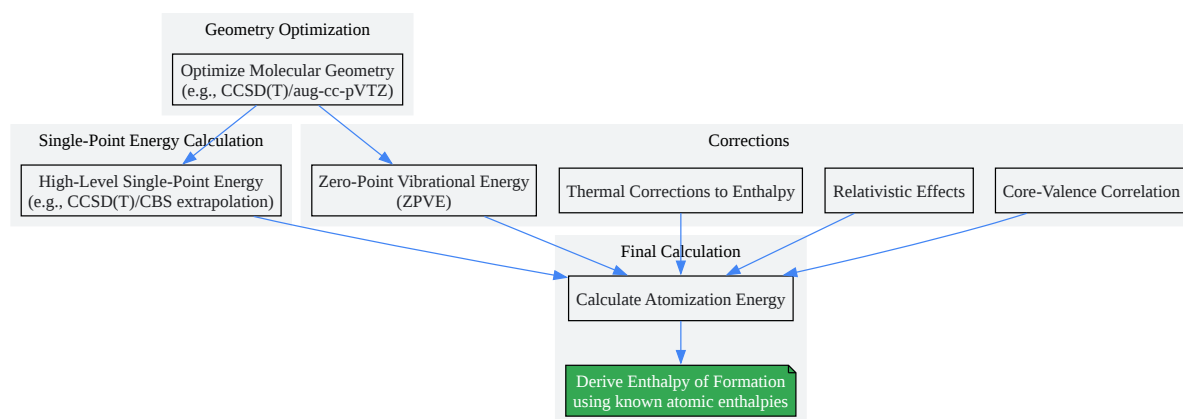 Geometry Optimization
Optimize Molecular Geometry
(e.g., CCSD(T)/aug-cc-pVTZ)
Single-Point Energy Calculation
High-Level Single-Point Energy
(e.g., CCSD(T)/CBS extrapolation)
Corrections
Zero-Point Vibrational Energy
(ZPVE)
Thermal Corrections to Enthalpy
Relativistic Effects
Core-Valence Correlation
Final Calculation
Calculate Atomization Energy
Derive Enthalpy of Formation
using known atomic enthalpies